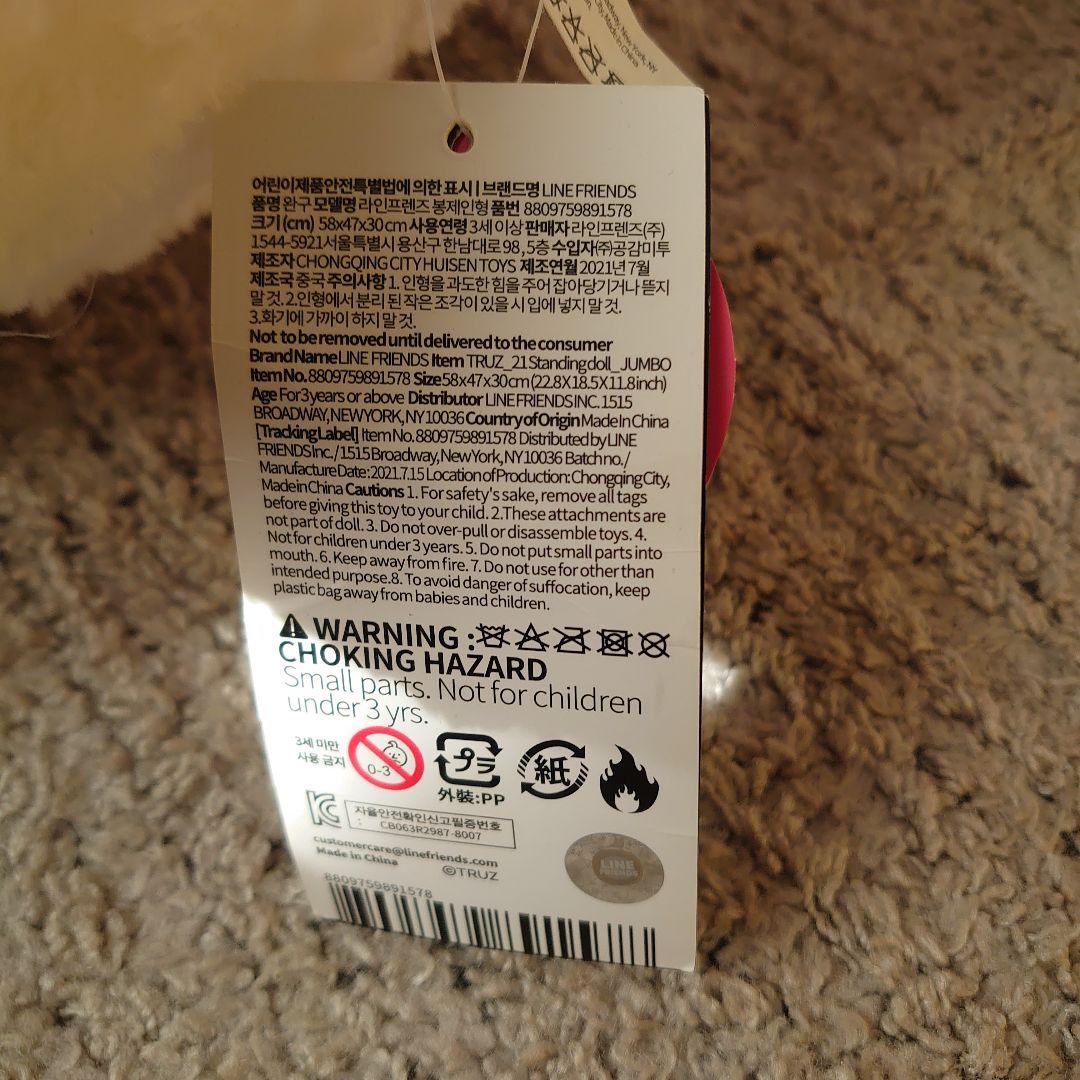 Broadway, New York, NY
City, Made in China
어린이제품안전특별법에 의한 표시 | 브랜드명 LINE FRIENDS
품명 완구 모델명 라인프렌즈 봉제인형 품번 8809759891578
크기 (cm) 58x47x30cm 사용연령 3세 이상 판매자 라인프렌즈(주)
1544-5921 서울특별시 용산구 한남대로 98, 5층 수입자 ㈜공감미투
제조자 CHONGQING CITY HUISEN TOYS 제조연월 2021년 7월
제조국 중국 주의사항 1. 인형을 과도한 힘을 주어 잡아당기거나 뜯지
말 것. 2.인형에서 분리 된 작은 조각이 있을 시 입에 넣지 말 것.
3.화기에 가까이 하지 말 것.
Not to be removed until delivered to the consumer
Brand Name LINE FRIENDS Item TRUZ_21 Standing doll_JUMBO
Item No. 8809759891578 Size 58x47x30cm (22.8X18.5X11.8 inch)
Age For 3 years or above Distributor LINE FRIENDS INC. 1515
BROADWAY, NEW YORK, NY 10036 Country of Origin Made In China
[Tracking Label] Item No. 8809759891578 Distributed by LINE
FRIENDS Inc. / 1515 Broadway, New York, NY 10036 Batch no. /
Manufacture Date : 2021.7.15 Location of Production : Chongqing City,
Made in China Cautions 1. For safety's sake, remove all tags
before giving this toy to your child. 2.These attachments are
not part of doll. 3. Do not over-pull or disassemble toys. 4.
Not for children under 3 years. 5. Do not put small parts into
mouth. 6. Keep away from fire. 7. Do not use for other than
intended purpose. 8. To avoid danger of suffocation, keep
plastic bag away from babies and children.
WARNING :
CHOKING HAZARD
Small parts. Not for children
under 3 yrs.
3세 미만
사용 금지
0-3
プラ
外裝:PP
紙
KC
자율안전확인신고필증번호
: CB063R2987-8007
customercare@linefriends.com
Made in China
©TRUZ
LINE
FRIENDS
8809759891578